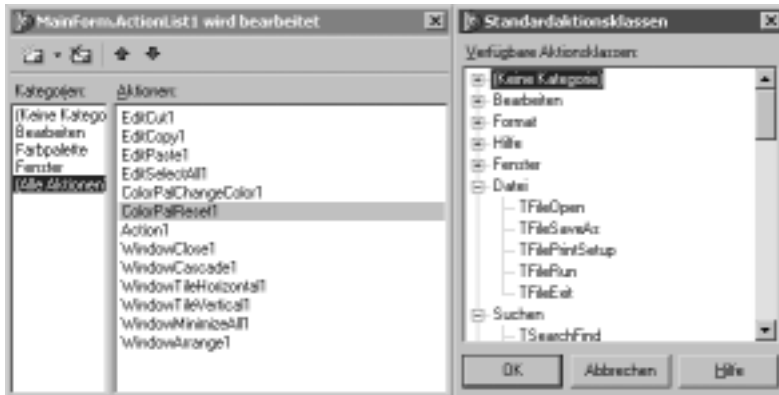 MainForm.ActionList1 wird bearbeitet
Kategorien:
Aktionen:
(Keine Katego
Bearbeiten
Farbpalette
Fenster
(Alle Aktionen
EditCut1
EditCopy1
EditPaste1
EditSelectAll1
ColorPalChangeColor1
ColorPalReset1
Action1
WindowClose1
WindowCascade1
WindowTileHorizontal1
WindowTileVertical1
WindowMinimizeAll1
WindowArrange1
Standardaktionsklassen
Verfügbare Aktionsklassen:
(Keine Kategorie)
Bearbeiten
Format
Hilfe
Fenster
Datei
TFileOpen
TFileSaveAs
TFilePrintSetup
TFileRun
TFileExit
Suchen
TSearchFind
OK
Abbrechen
Hilfe